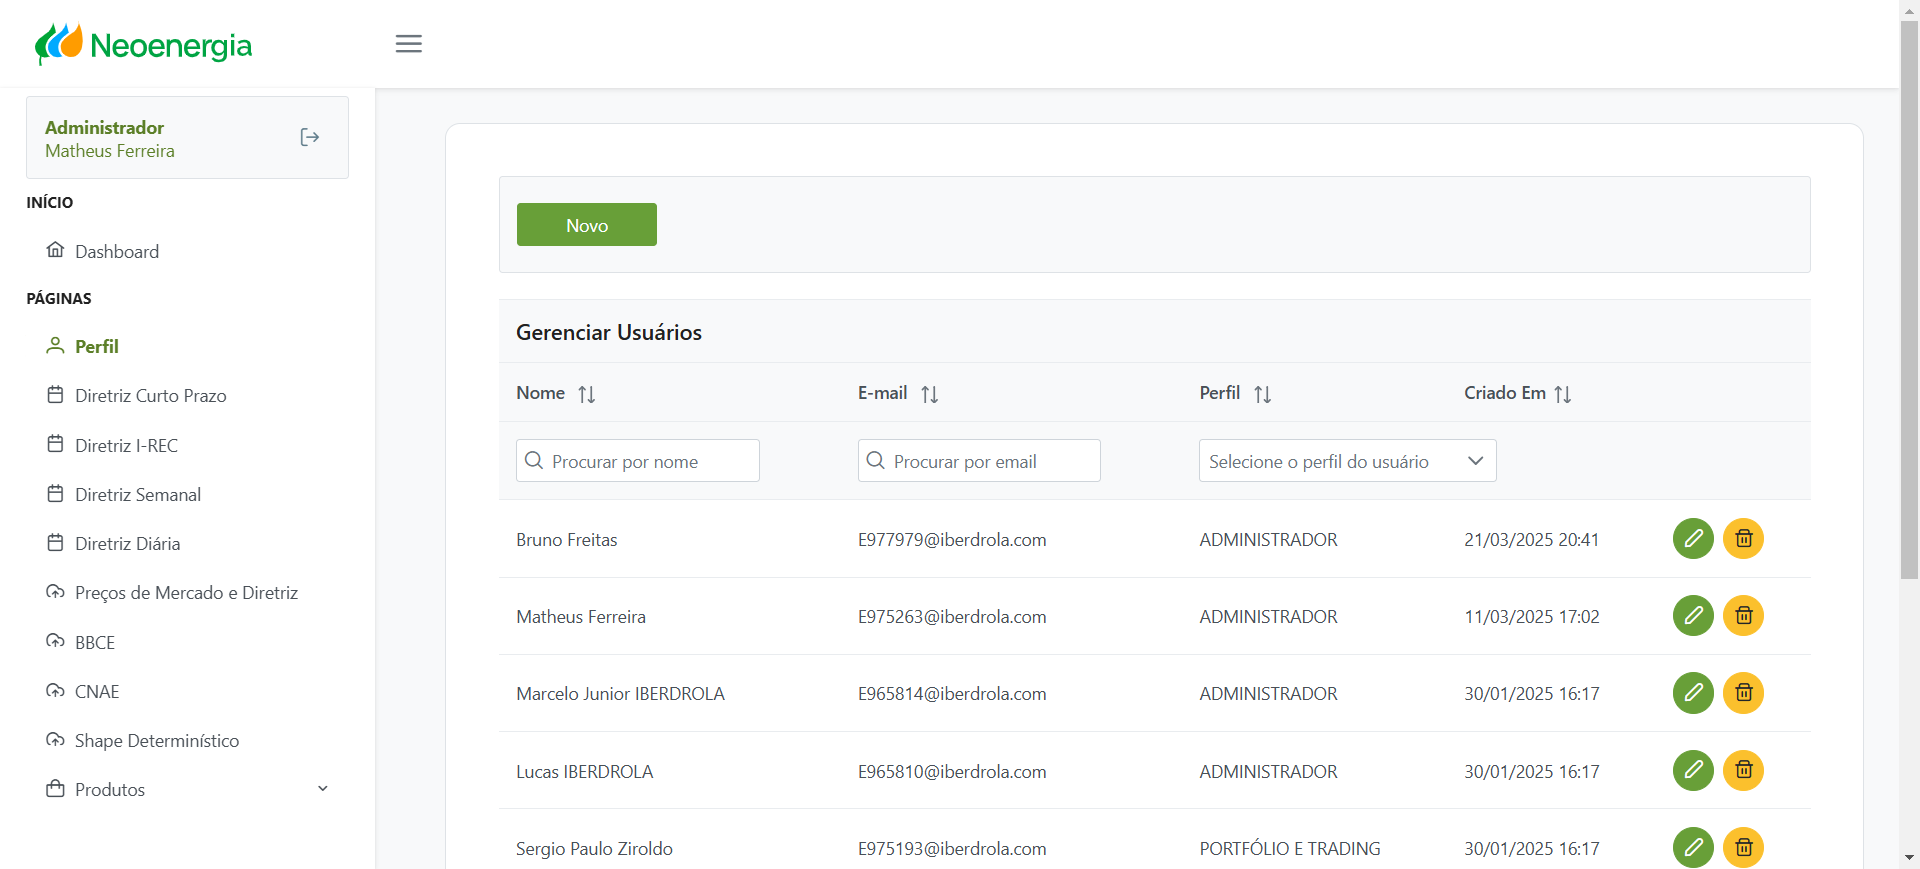 Neoenergia
Administrador
Matheus Ferreira
INÍCIO
Dashboard
PÁGINAS
Perfil
Diretriz Curto Prazo
Diretriz I-REC
Diretriz Semanal
Diretriz Diária
Preços de Mercado e Diretriz
BBCE
CNAE
Shape Determinístico
Produtos
Novo
Gerenciar Usuários
Nome E-mail Perfil Criado Em
Procurar por nome Procurar por email Selecione o perfil do usuário
Bruno Freitas E977979@iberdrola.com ADMINISTRADOR 21/03/2025 20:41
Matheus Ferreira E975263@iberdrola.com ADMINISTRADOR 11/03/2025 17:02
Marcelo Junior IBERDROLA E965814@iberdrola.com ADMINISTRADOR 30/01/2025 16:17
Lucas IBERDROLA E965810@iberdrola.com ADMINISTRADOR 30/01/2025 16:17
Sergio Paulo Ziroldo E975193@iberdrola.com PORTFÓLIO E TRADING 30/01/2025 16:17